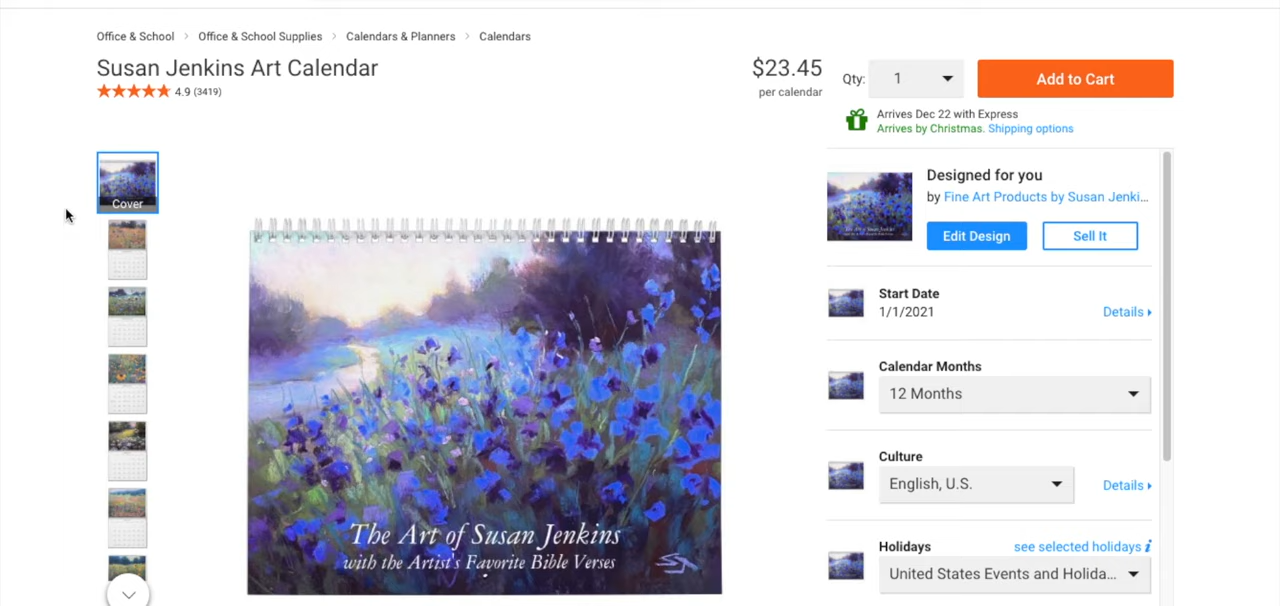 Office & School > Office & School Supplies > Calendars & Planners > Calendars
Susan Jenkins Art Calendar
4.9 (3419)
$23.45
per calendar
Qty: 1
Add to Cart
Arrives Dec 22 with Express
Arrives by Christmas. Shipping options
Cover
The Art of Susan Jenkins
with the Artist's Favorite Bible Verses
SJ
Designed for you
by Fine Art Products by Susan Jenki...
Edit Design
Sell It
Start Date
1/1/2021
Details
Calendar Months
12 Months
Culture
English, U.S.
Details
Holidays
see selected holidays i
United States Events and Holida...